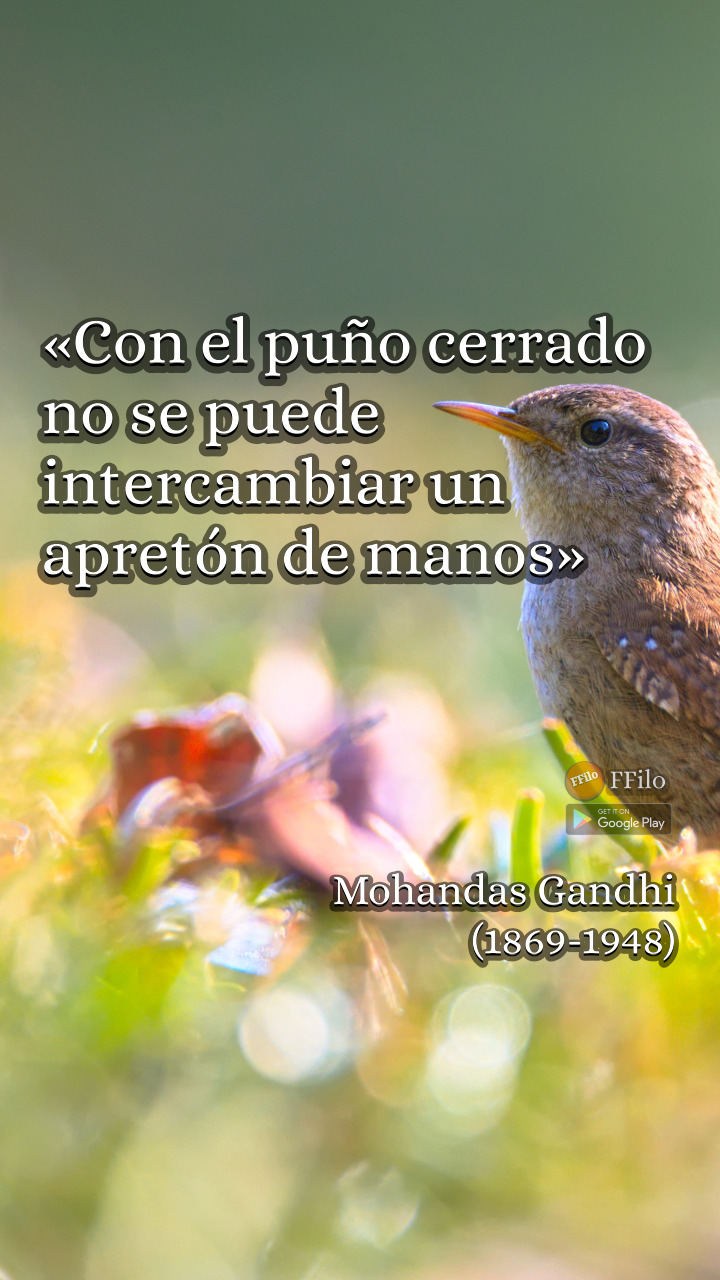 «Con el puño cerrado
no se puede
intercambiar un
apretón de manos»
FFilo FFilo
GET IT ON
Google Play
Mohandas Gandhi
(1869-1948)